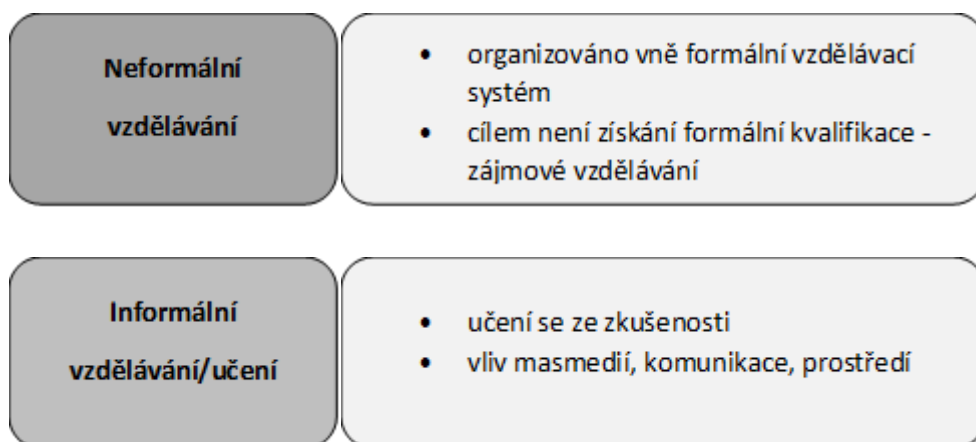 Neformální
vzdělávání
• organizováno vně formální vzdělávací
systém
• cílem není získání formální kvalifikace -
zájmové vzdělávání
Informální
vzdělávání/učení
• učení se ze zkušenosti
• vliv masmedií, komunikace, prostředí